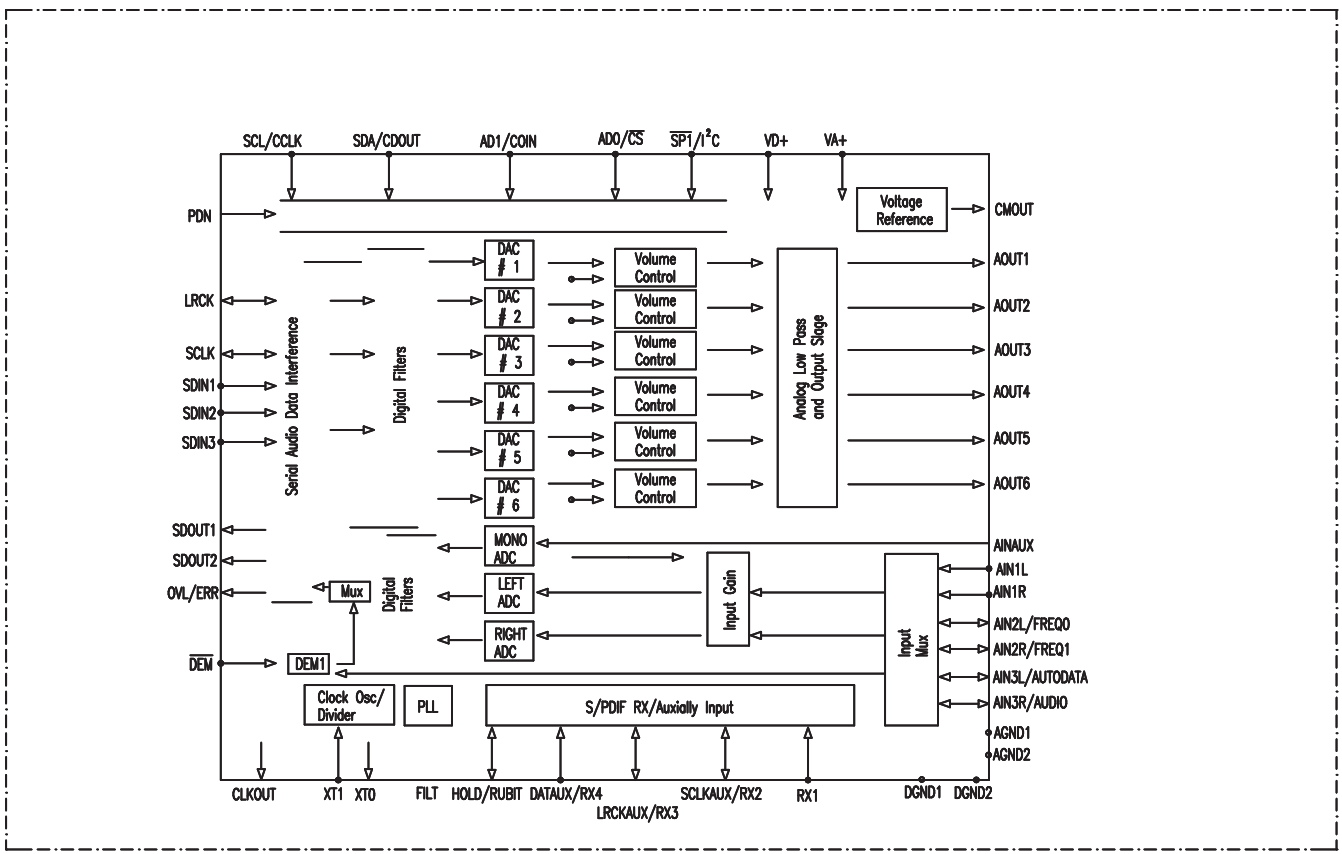 SCL/CCLK
SDA/CDOUT
AD1/COIN
ADO/CS
SP1/I²C
VD+
VA+
PDN
Voltage
Reference
CMOUT
DAC
# 1
Volume
Control
AOUT1
LRCK
DAC
# 2
Volume
Control
AOUT2
SCLK
DAC
# 3
Volume
Control
AOUT3
SDIN1
DAC
# 4
Volume
Control
AOUT4
SDIN2
DAC
# 5
Volume
Control
AOUT5
SDIN3
DAC
# 6
Volume
Control
AOUT6
Serial Audio Data Interference
Digital Filters
Analog Low Pass
and Output Slage
SDOUT1
SDOUT2
OVL/ERR
DEM
Mux
DEM1
Digital
Filters
MONO
ADC
LEFT
ADC
RIGHT
ADC
Input Gain
Input
Mux
AINAUX
AIN1L
AIN1R
AIN2L/FREQ0
AIN2R/FREQ1
AIN3L/AUTODATA
AIN3R/AUDIO
AGND1
AGND2
Clock Osc/
Divider
PLL
S/PDIF RX/Auxially Input
CLKOUT
XT1
XTO
FILT
HOLD/RUBIT
DATAUX/RX4
LRCKAUX/RX3
SCLKAUX/RX2
RX1
DGND1
DGND2